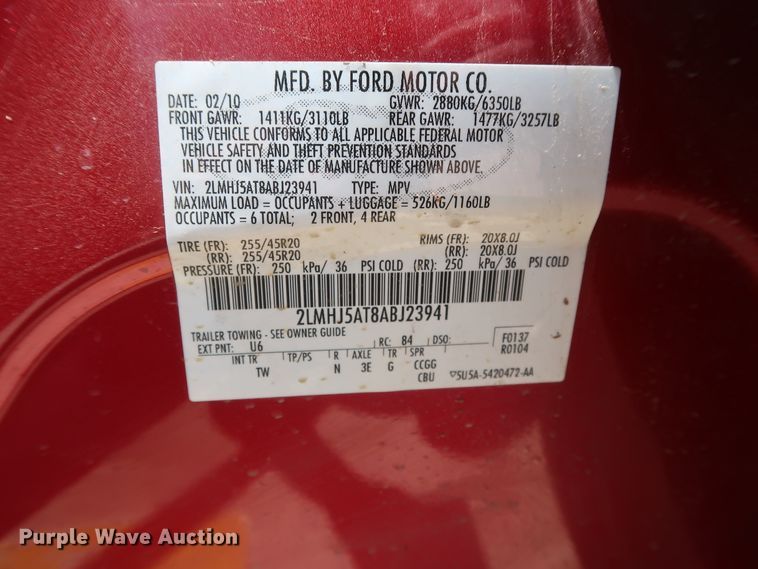 MFD. BY FORD MOTOR CO.
DATE: 02/10 GVWR: 2880KG/6350LB
FRONT GAWR: 1411KG/3110LB REAR GAWR: 1477KG/3257LB
THIS VEHICLE CONFORMS TO ALL APPLICABLE FEDERAL MOTOR
VEHICLE SAFETY AND THEFT PREVENTION STANDARDS
IN EFFECT ON THE DATE OF MANUFACTURE SHOWN ABOVE.
VIN: 2LMHJ5AT8ABJ23941 TYPE: MPV
MAXIMUM LOAD = OCCUPANTS + LUGGAGE = 526KG/1160LB
OCCUPANTS = 6 TOTAL; 2 FRONT, 4 REAR
TIRE (FR): 255/45R20 RIMS (FR): 20X8.0J
(RR): 255/45R20 (RR): 20X8.0J
PRESSURE (FR): 250 kPa/ 36 PSI COLD (RR): 250 kPa/ 36 PSI COLD
2LMHJ5AT8ABJ23941
TRAILER TOWING - SEE OWNER GUIDE
EXT PNT: U6 RC: 84 DSO: F0137
R0104
INT TR TP/PS R AXLE TR SPR
TW N 3E G CCGG
CBU 5U5A-5420472-AA
Purple Wave Auction